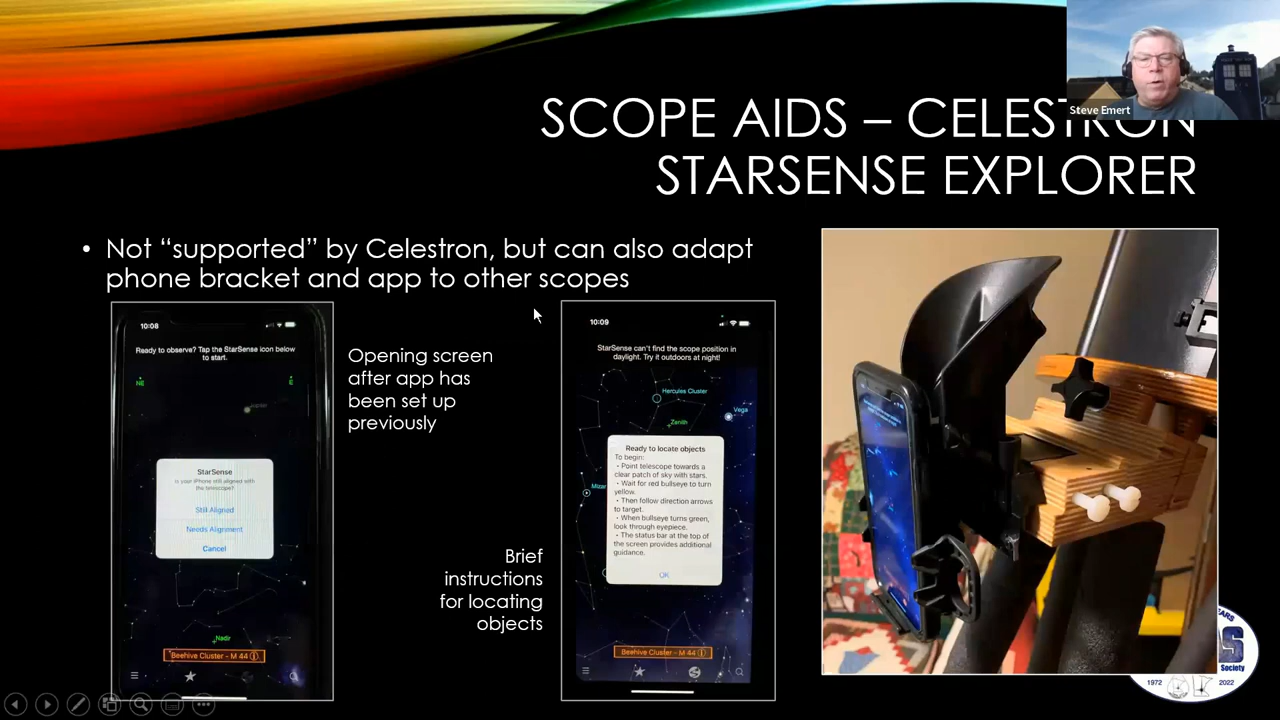 Steve Emert
SCOPE AIDS – CELESTRON
STARSENSE EXPLORER
• Not “supported” by Celestron, but can also adapt
phone bracket and app to other scopes
10:08
Ready to observe? Tap the StarSense icon below
to start.
NE
E
Jupiter
StarSense
Is your iPhone still aligned with
the telescope?
Still Aligned
Needs Alignment
Cancel
Nadir
Beehive Cluster - M 44
Opening screen
after app has
been set up
previously
Brief
instructions
for locating
objects
10:09
StarSense can't find the scope position in
daylight. Try it outdoors at night!
Hercules Cluster
Vega
Zenith
Mizar
Ready to locate objects
To begin:
• Point telescope towards a
clear patch of sky with stars.
• Wait for red bullseye to turn
yellow.
• Then follow direction arrows
to target.
• When bullseye turns green,
look through eyepiece.
• The status bar at the top of
the screen provides additional
guidance.
OK
Beehive Cluster - M 44
Society
1972
2022